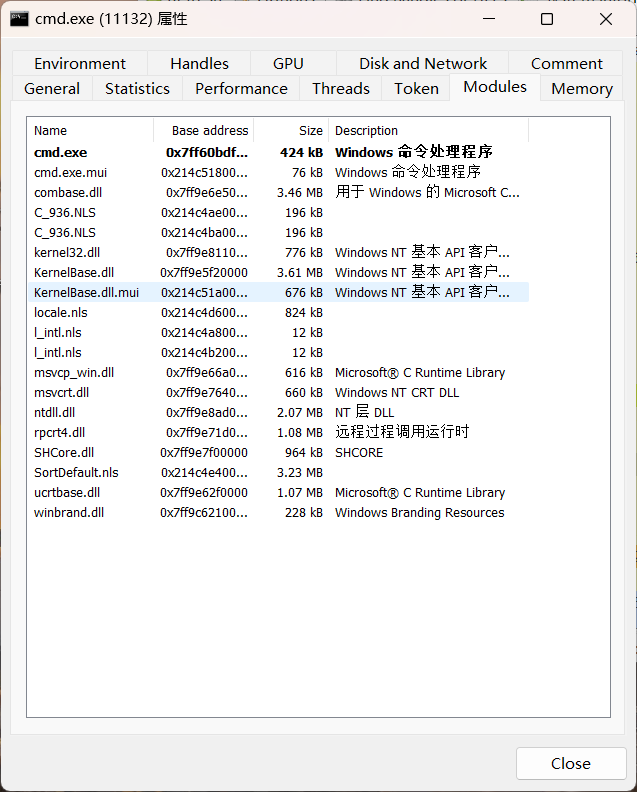 cmd.exe (11132) 属性
Environment Handles GPU Disk and Network Comment
General Statistics Performance Threads Token Modules Memory
Name Base address Size Description
cmd.exe 0x7ff60bdf... 424 kB Windows 命令处理程序
cmd.exe.mui 0x214c51800... 76 kB Windows 命令处理程序
combase.dll 0x7ff9e6e50... 3.46 MB 用于 Windows 的 Microsoft C...
C_936.NLS 0x214c4ae00... 196 kB
C_936.NLS 0x214c4ba00... 196 kB
kernel32.dll 0x7ff9e8110... 776 kB Windows NT 基本 API 客户...
KernelBase.dll 0x7ff9e5f20000 3.61 MB Windows NT 基本 API 客户...
KernelBase.dll.mui 0x214c51a00... 676 kB Windows NT 基本 API 客户...
locale.nls 0x214c4d600... 824 kB
l_intl.nls 0x214c4a800... 12 kB
l_intl.nls 0x214c4b200... 12 kB
msvcp_win.dll 0x7ff9e66a0... 616 kB Microsoft® C Runtime Library
msvcrt.dll 0x7ff9e7640... 660 kB Windows NT CRT DLL
ntdll.dll 0x7ff9e8ad0... 2.07 MB NT 层 DLL
rpcrt4.dll 0x7ff9e71d0... 1.08 MB 远程过程调用运行时
SHCore.dll 0x7ff9e7f00000 964 kB SHCORE
SortDefault.nls 0x214c4e400... 3.23 MB
ucrtbase.dll 0x7ff9e62f0000 1.07 MB Microsoft® C Runtime Library
winbrand.dll 0x7ff9c62100... 228 kB Windows Branding Resources
Close